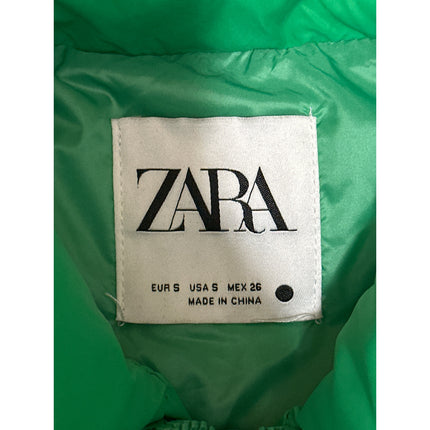 ZARA
EUR S USA S MEX 26
MADE IN CHINA